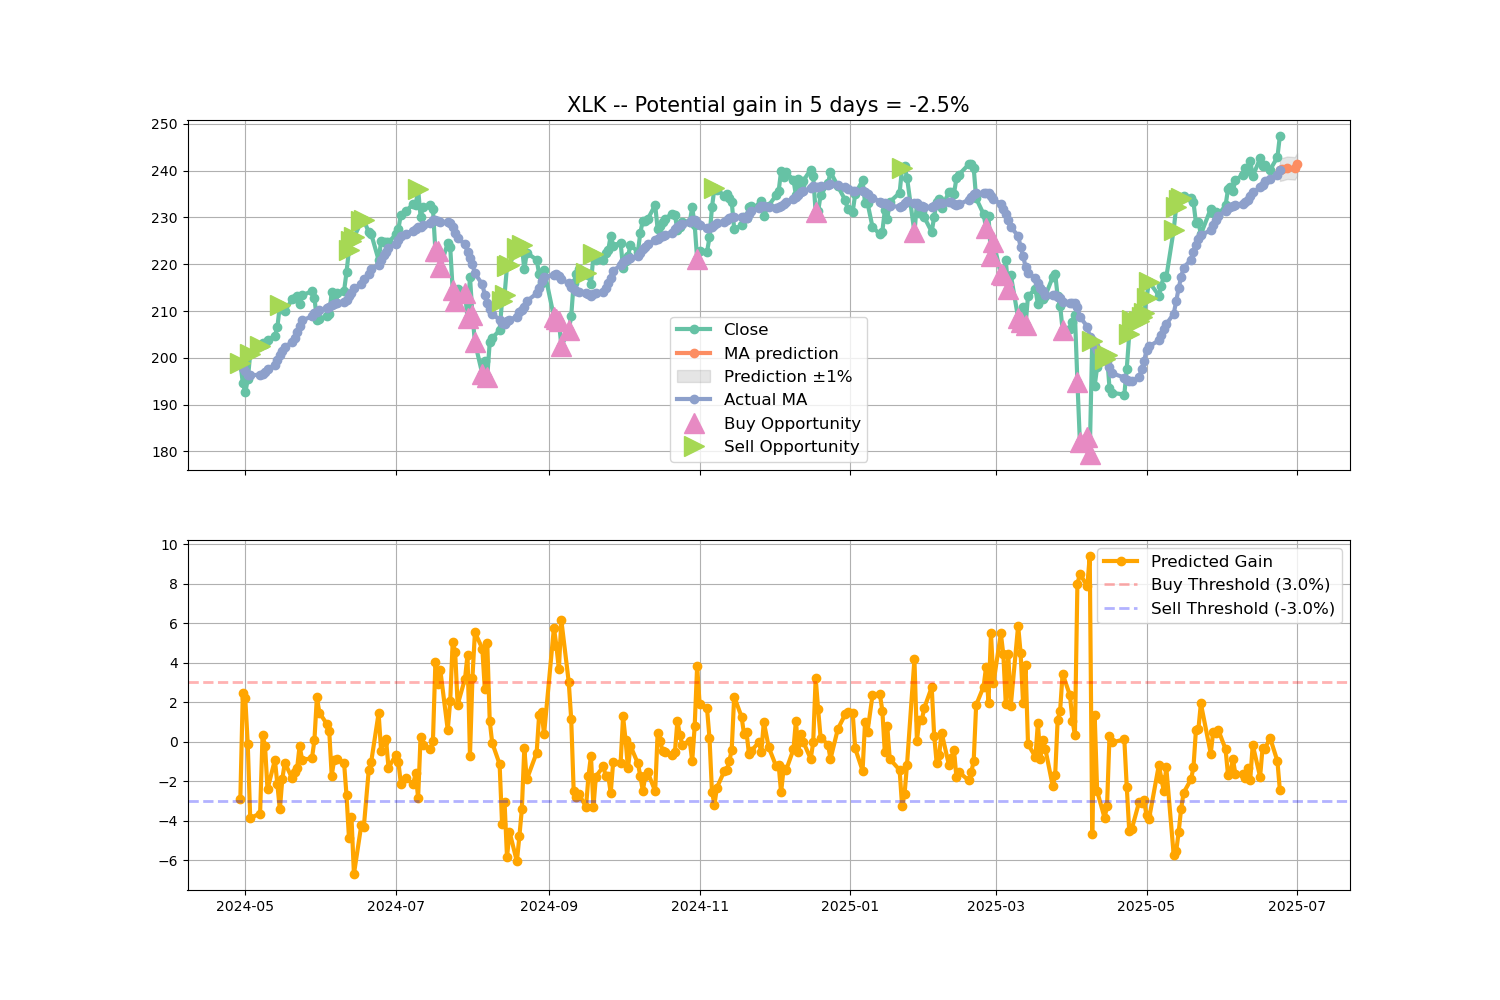 XLK -- Potential gain in 5 days = -2.5%
250
240
230
220
210
200
190
180
Close
MA prediction
Prediction ±1%
Actual MA
Buy Opportunity
Sell Opportunity
10
8
6
4
2
0
−2
−4
−6
Predicted Gain
Buy Threshold (3.0%)
Sell Threshold (-3.0%)
2024-05
2024-07
2024-09
2024-11
2025-01
2025-03
2025-05
2025-07